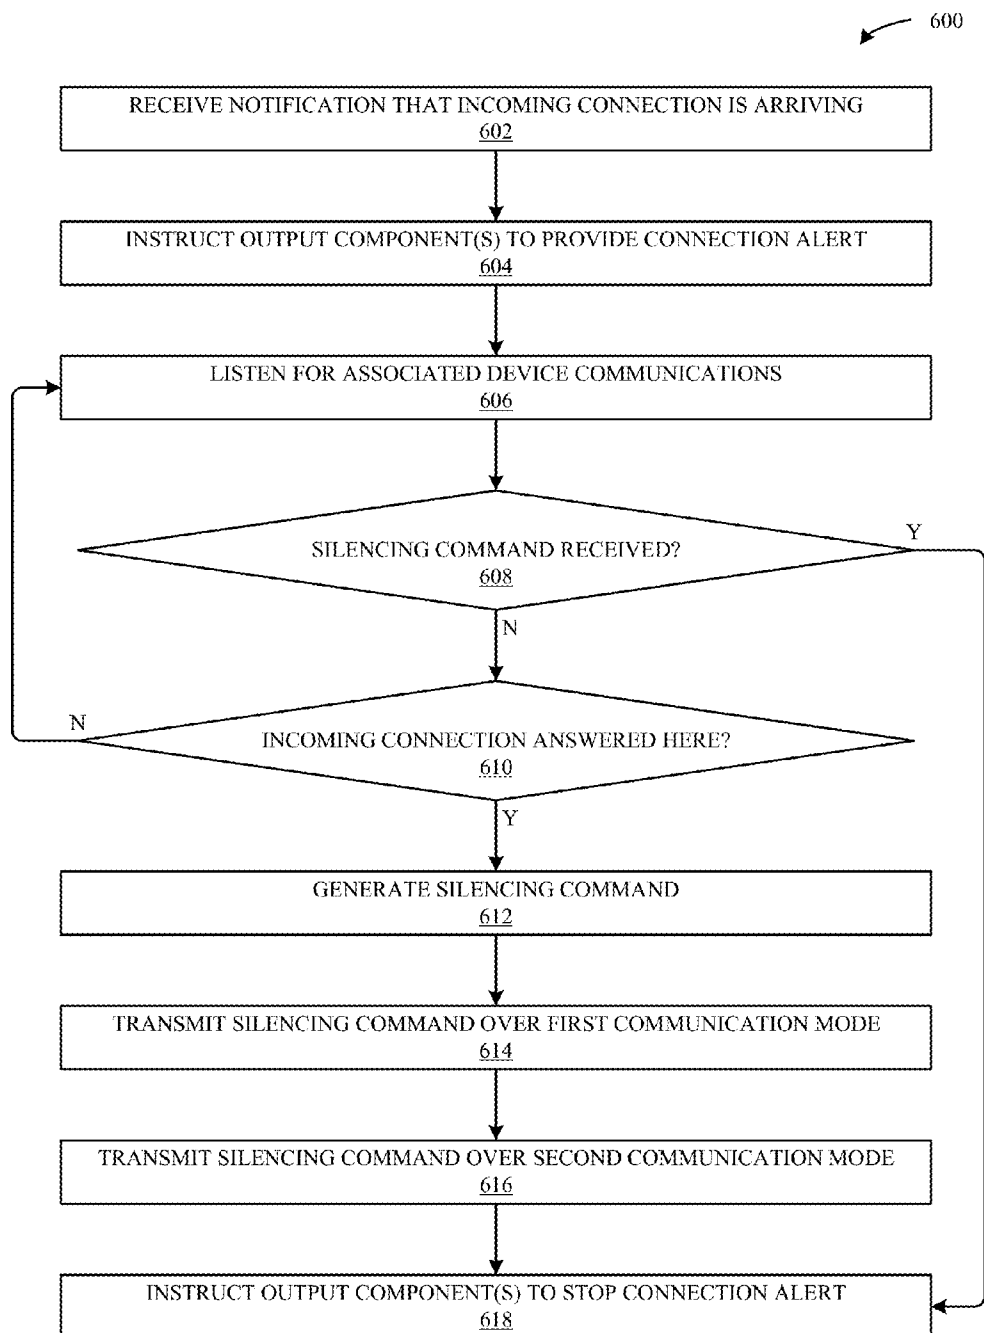 600
RECEIVE NOTIFICATION THAT INCOMING CONNECTION IS ARRIVING
602
INSTRUCT OUTPUT COMPONENT(S) TO PROVIDE CONNECTION ALERT
604
LISTEN FOR ASSOCIATED DEVICE COMMUNICATIONS
606
Y
SILENCING COMMAND RECEIVED?
608
N
N
INCOMING CONNECTION ANSWERED HERE?
610
Y
GENERATE SILENCING COMMAND
612
TRANSMIT SILENCING COMMAND OVER FIRST COMMUNICATION MODE
614
TRANSMIT SILENCING COMMAND OVER SECOND COMMUNICATION MODE
616
INSTRUCT OUTPUT COMPONENT(S) TO STOP CONNECTION ALERT
618